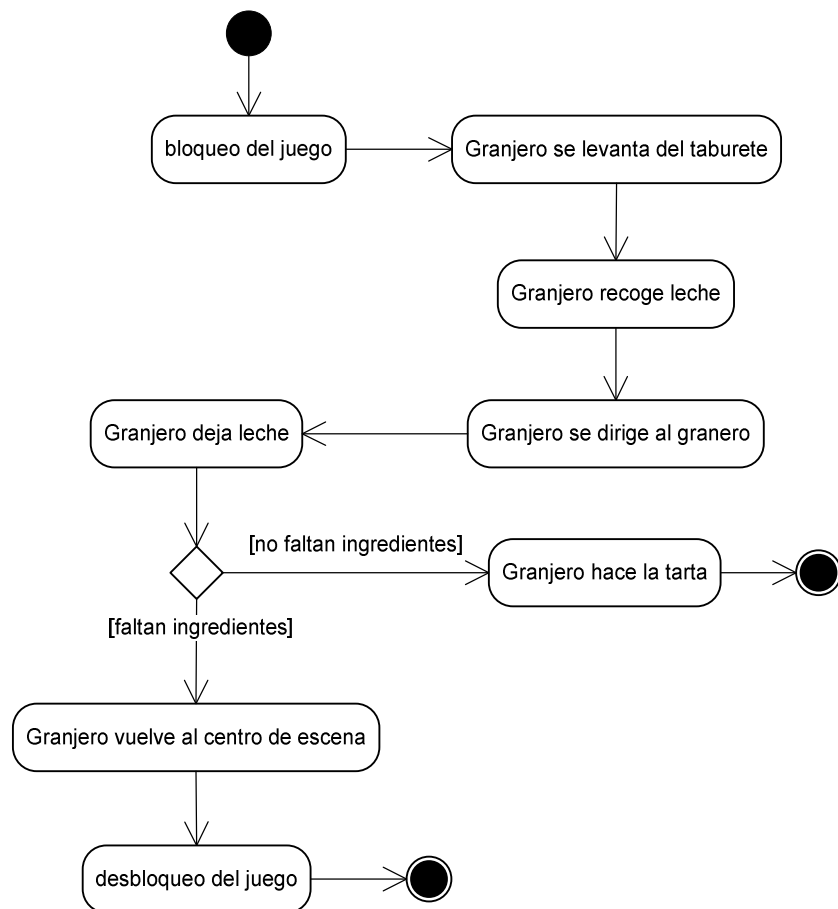 bloqueo del juego
Granjero se levanta del taburete
Granjero recoge leche
Granjero se dirige al granero
Granjero deja leche
[no faltan ingredientes]
Granjero hace la tarta
[faltan ingredientes]
Granjero vuelve al centro de escena
desbloqueo del juego